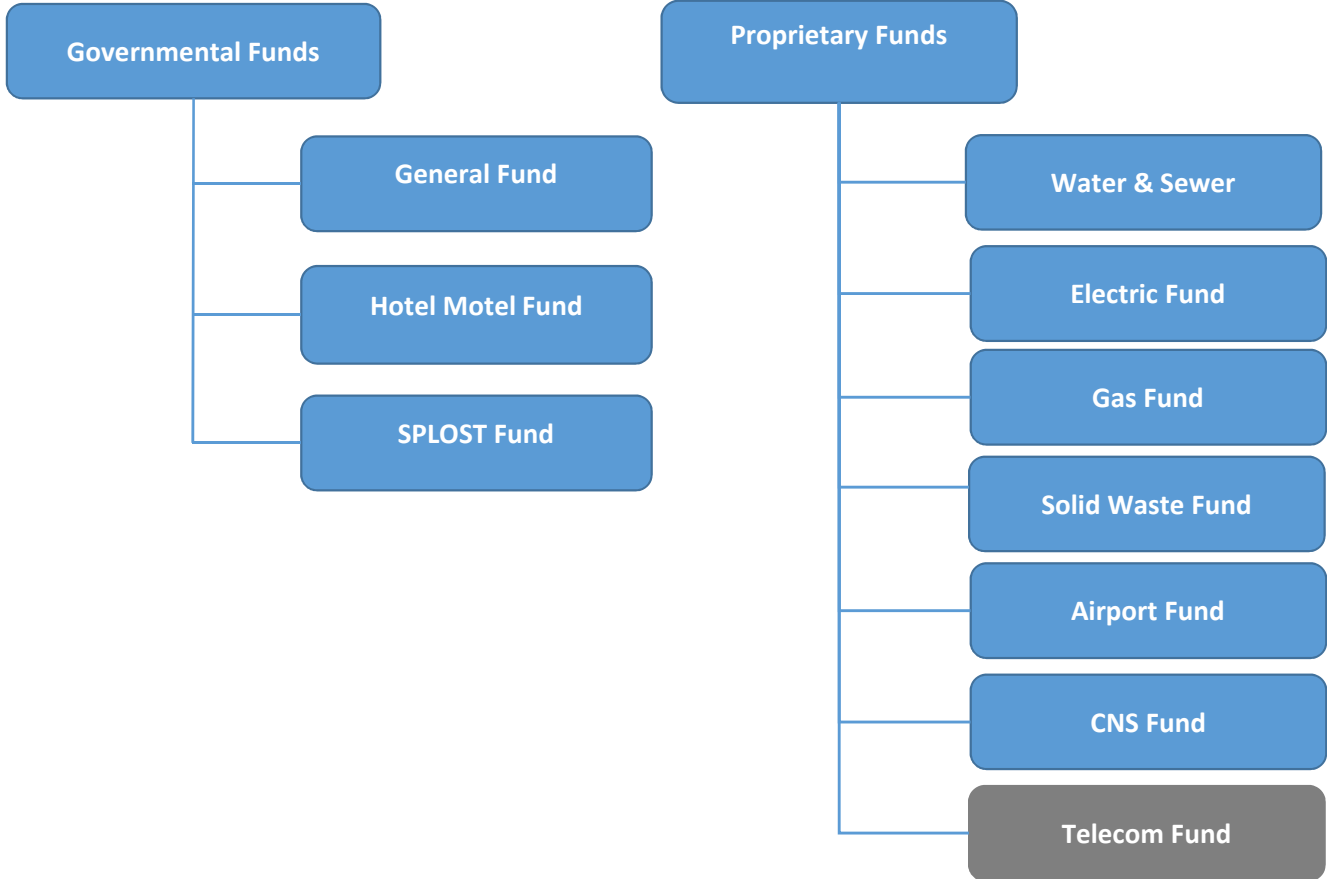 Governmental Funds
General Fund
Hotel Motel Fund
SPLOST Fund
Proprietary Funds
Water & Sewer
Electric Fund
Gas Fund
Solid Waste Fund
Airport Fund
CNS Fund
Telecom Fund